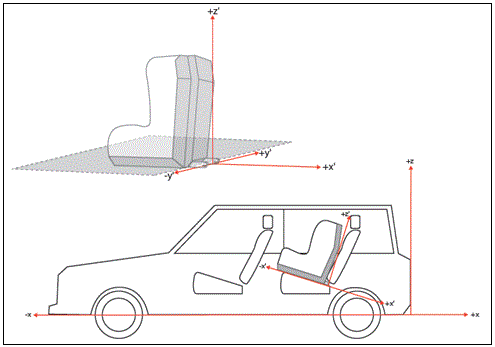 +z'
+y'
+x'
-y'
+z
+z'
-x'
+x'
-x
+x